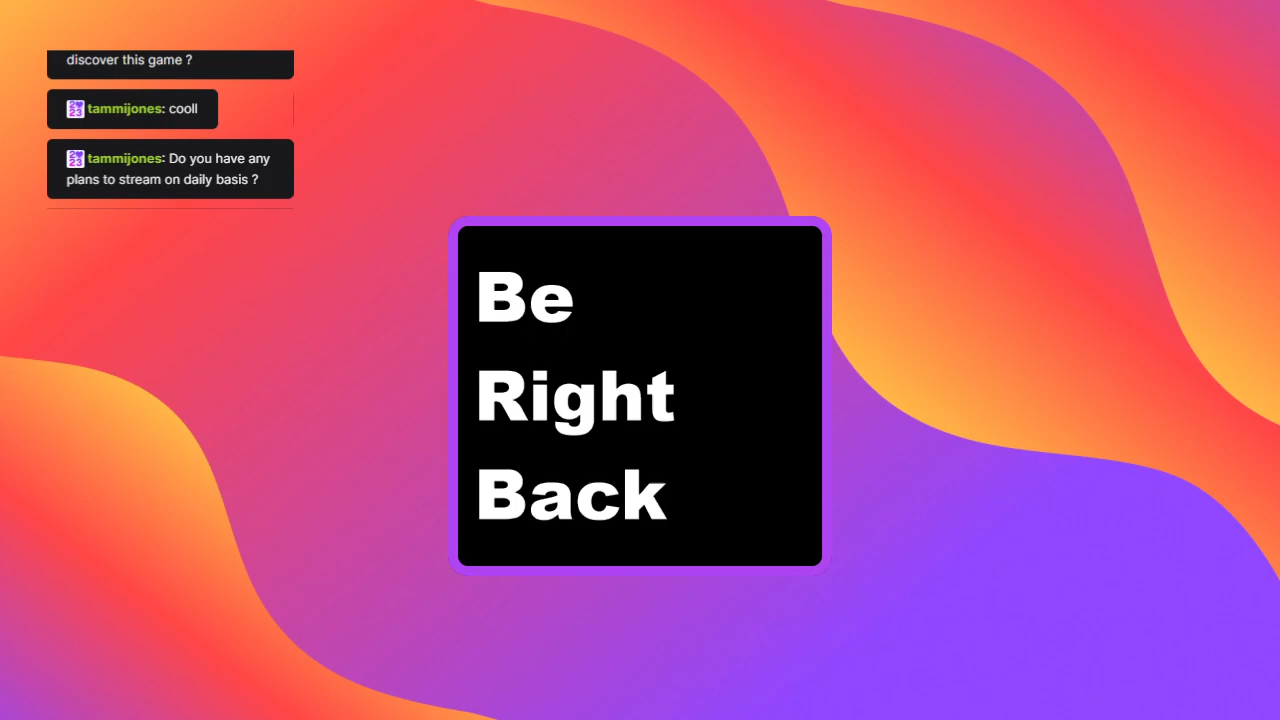 discover this game ?
tammijones: cooll
tammijones: Do you have any
plans to stream on daily basis ?
Be
Right
Back